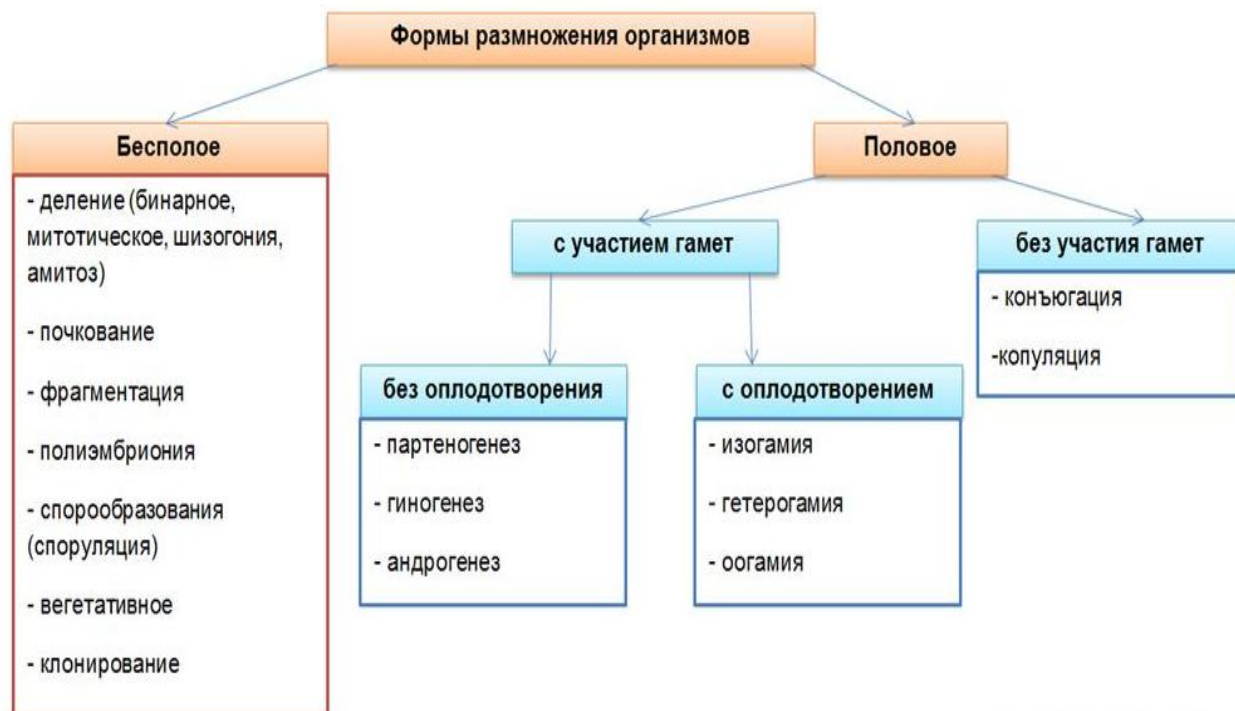 Формы размножения организмов
Бесполое
- деление (бинарное,
митотическое, шизогония,
амитоз)
- почкование
- фрагментация
- полиэмбриония
- спорообразования
(споруляция)
- вегетативное
- клонирование
Половое
с участием гамет
без оплодотворения
- партеногенез
- гиногенез
- андрогенез
с оплодотворением
- изогамия
- гетерогамия
- оогамия
без участия гамет
- конъюгация
-копуляция